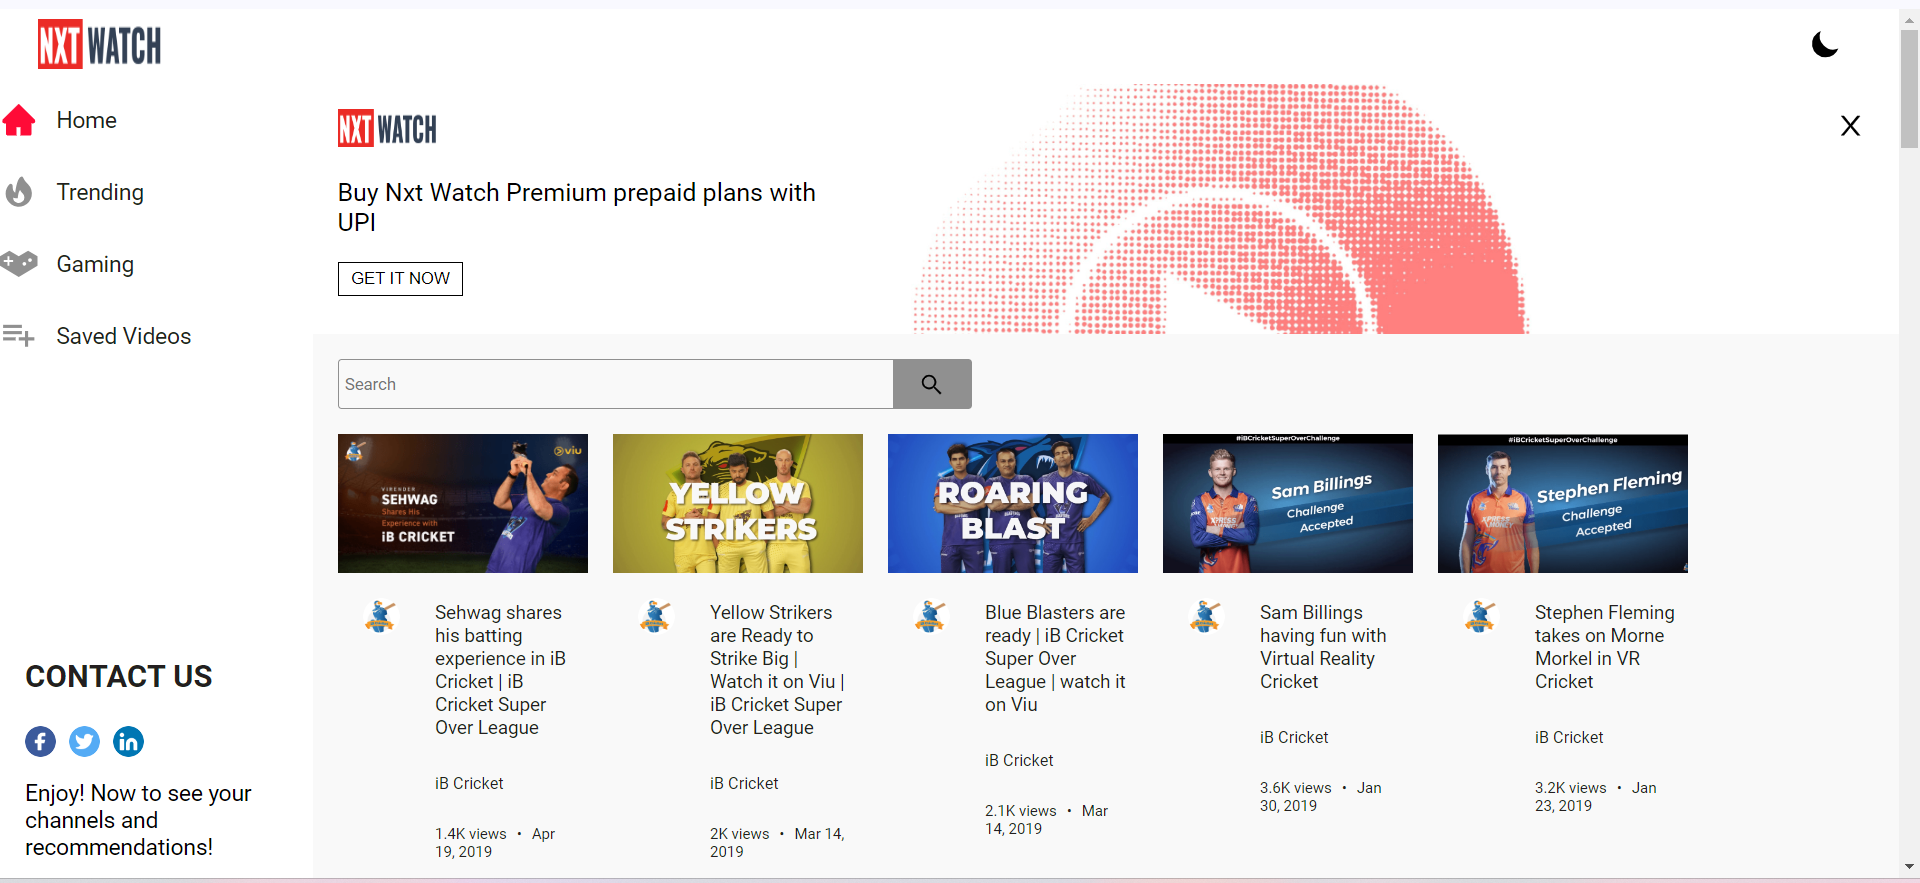 NXT WATCH
Home
Trending
Gaming
Saved Videos
CONTACT US
Enjoy! Now to see your
channels and
recommendations!
NXT WATCH
X
Buy Nxt Watch Premium prepaid plans with
UPI
GET IT NOW
Search
viu
VIRENDER
SEHWAG
Shares His
Experience with
iB CRICKET
Sehwag shares
his batting
experience in iB
Cricket | iB
Cricket Super
Over League
iB Cricket
1.4K views • Apr
19, 2019
YELLOW
STRIKERS
Yellow Strikers
are Ready to
Strike Big |
Watch it on Viu |
iB Cricket Super
Over League
iB Cricket
2K views • Mar 14,
2019
ROARING
BLAST
Blue Blasters are
ready | iB Cricket
Super Over
League | watch it
on Viu
iB Cricket
2.1K views • Mar
14, 2019
#iBCricketSuperOverChallenge
Sam Billings
Challenge
Accepted
Sam Billings
having fun with
Virtual Reality
Cricket
iB Cricket
3.6K views • Jan
30, 2019
#iBCricketSuperOverChallenge
Stephen Fleming
Challenge
Accepted
Stephen Fleming
takes on Morne
Morkel in VR
Cricket
iB Cricket
3.2K views • Jan
23, 2019